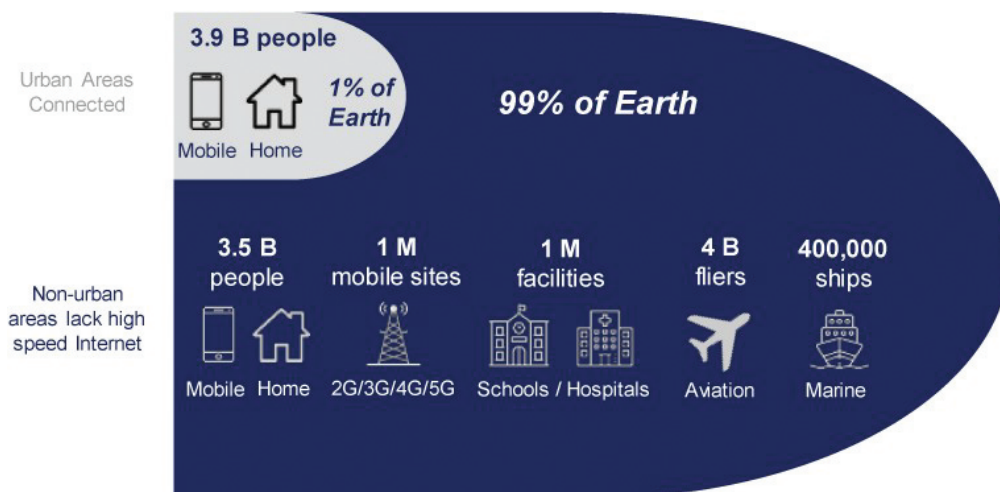 3.9 B people
Urban Areas
Connected
1% of
Earth
99% of Earth
Mobile Home
3.5 B
people
1 M
mobile sites
1 M
facilities
4 B
fliers
400,000
ships
Non-urban
areas lack high
speed Internet
Mobile Home
2G/3G/4G/5G
Schools / Hospitals
Aviation
Marine